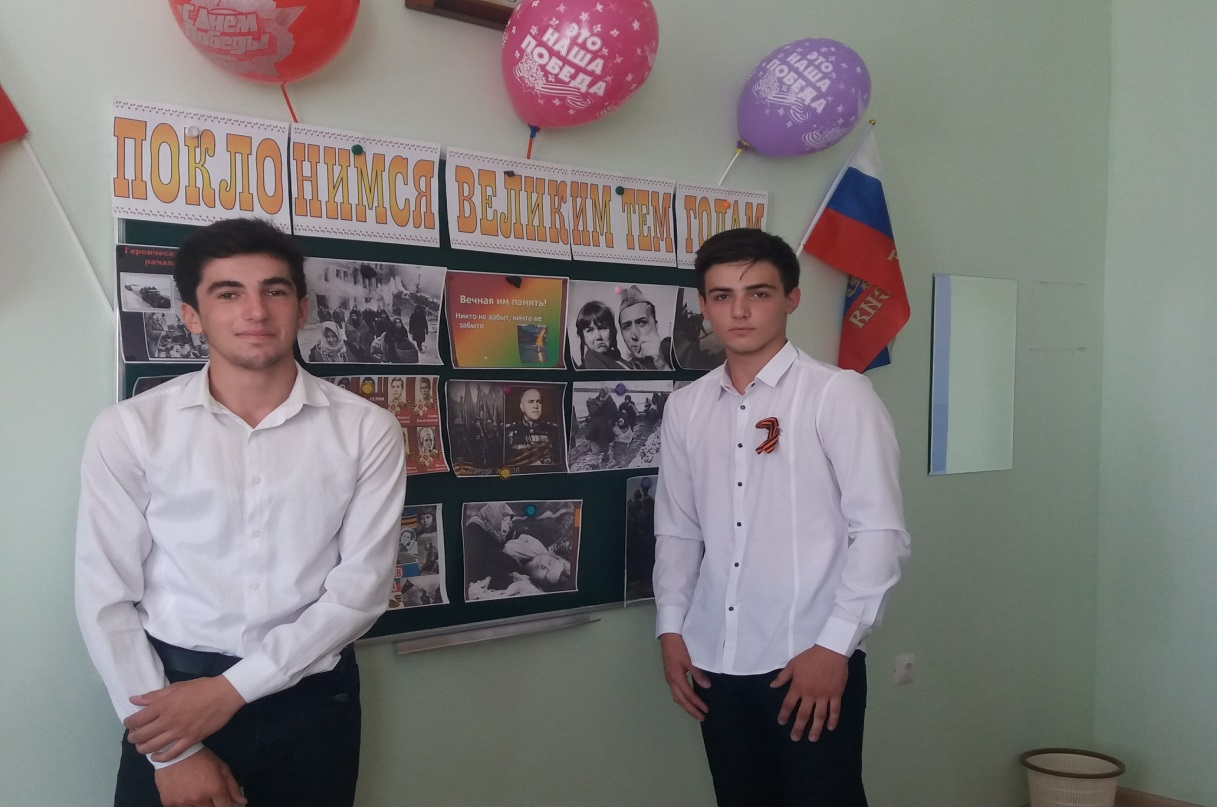 С Днем
Победы
ЭТО
НАША
ПОБЕДА
ЭТО
НАША
ПОБЕДА
ПОКЛОНИМСЯ ВЕЛИКИМ ТЕМ ГОДАМ
Вечная им память!
Никто не забыт, ничто не
забыто